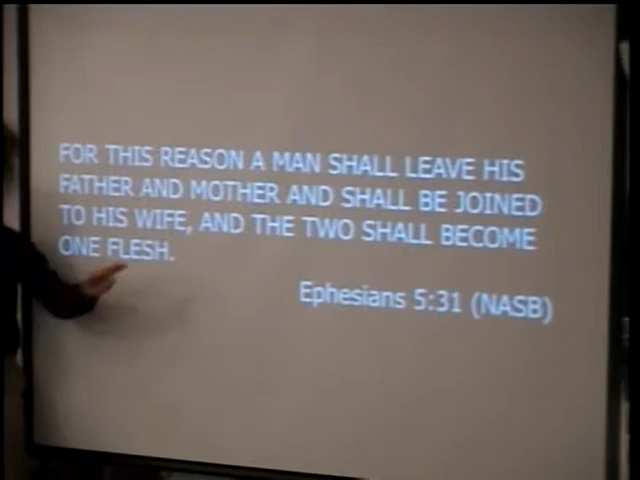 FOR THIS REASON A MAN SHALL LEAVE HIS
FATHER AND MOTHER AND SHALL BE JOINED
TO HIS WIFE, AND THE TWO SHALL BECOME
ONE FLESH.
Ephesians 5:31 (NASB)